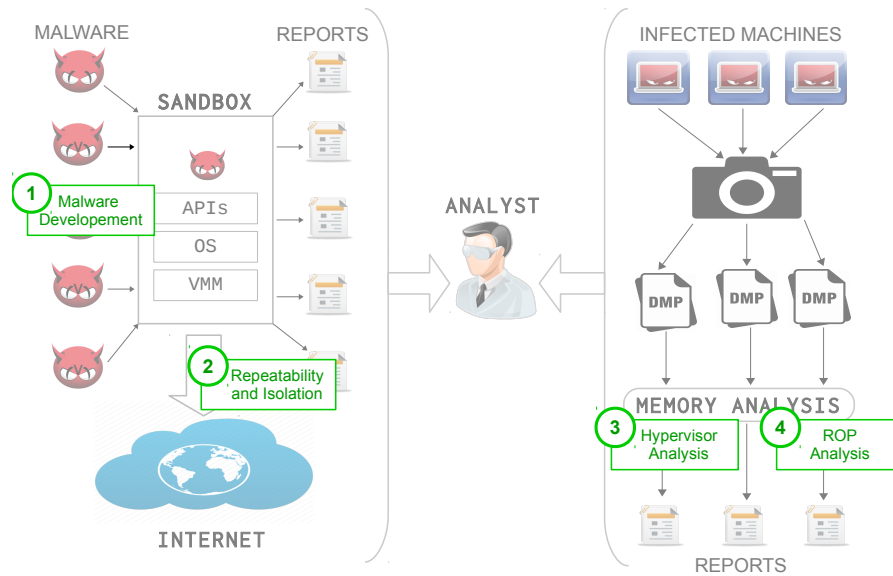 MALWARE
REPORTS
SANDBOX
APIs
OS
VMM
1
Malware
Developement
2
Repeatability
and Isolation
INTERNET
ANALYST
INFECTED MACHINES
DMP
DMP
DMP
MEMORY ANALYSIS
3
Hypervisor
Analysis
4
ROP
Analysis
REPORTS